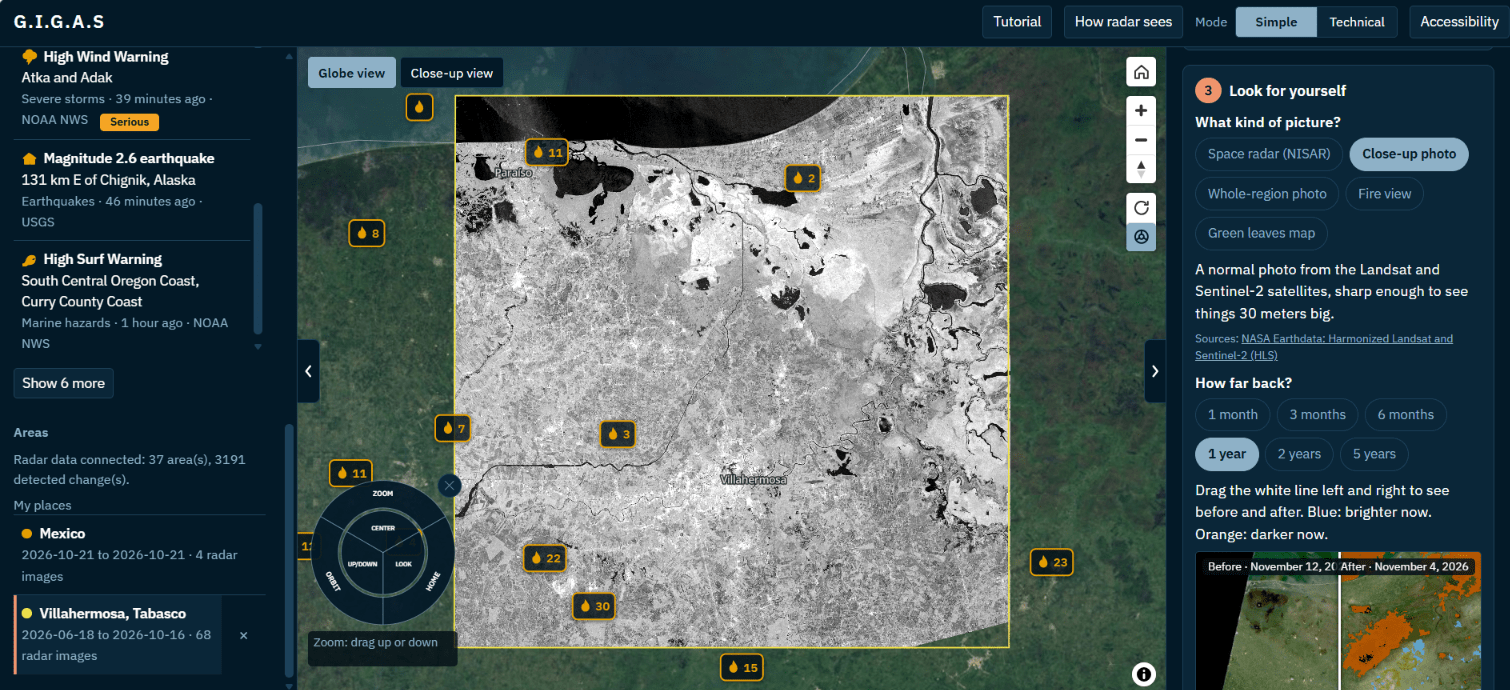 G.I.G.A.S
Tutorial
How radar sees
Mode
Simple
Technical
Accessibility
High Wind Warning
Atka and Adak
Severe storms · 39 minutes ago ·
NOAA NWS
Serious
Magnitude 2.6 earthquake
131 km E of Chignik, Alaska
Earthquakes · 46 minutes ago ·
USGS
High Surf Warning
South Central Oregon Coast,
Curry County Coast
Marine hazards · 1 hour ago · NOAA
NWS
Show 6 more
Areas
Radar data connected: 37 area(s), 3191
detected change(s).
My places
Mexico
2026-10-21 to 2026-10-21 · 4 radar
images
Villahermosa, Tabasco
2026-06-18 to 2026-10-16 · 68
radar images
×
Globe view
Close-up view
11
Paraíso
2
8
7
3
11
Villahermosa
22
23
30
15
ZOOM
CENTER
UP/DOWN
LOOK
ORBIT
HOME
Zoom: drag up or down
3
Look for yourself
What kind of picture?
Space radar (NISAR)
Close-up photo
Whole-region photo
Fire view
Green leaves map
A normal photo from the Landsat and
Sentinel-2 satellites, sharp enough to see
things 30 meters big.
Sources: NASA Earthdata: Harmonized Landsat and
Sentinel-2 (HLS)
How far back?
1 month
3 months
6 months
1 year
2 years
5 years
Drag the white line left and right to see
before and after. Blue: brighter now.
Orange: darker now.
Before · November 12, 20
After · November 4, 2026